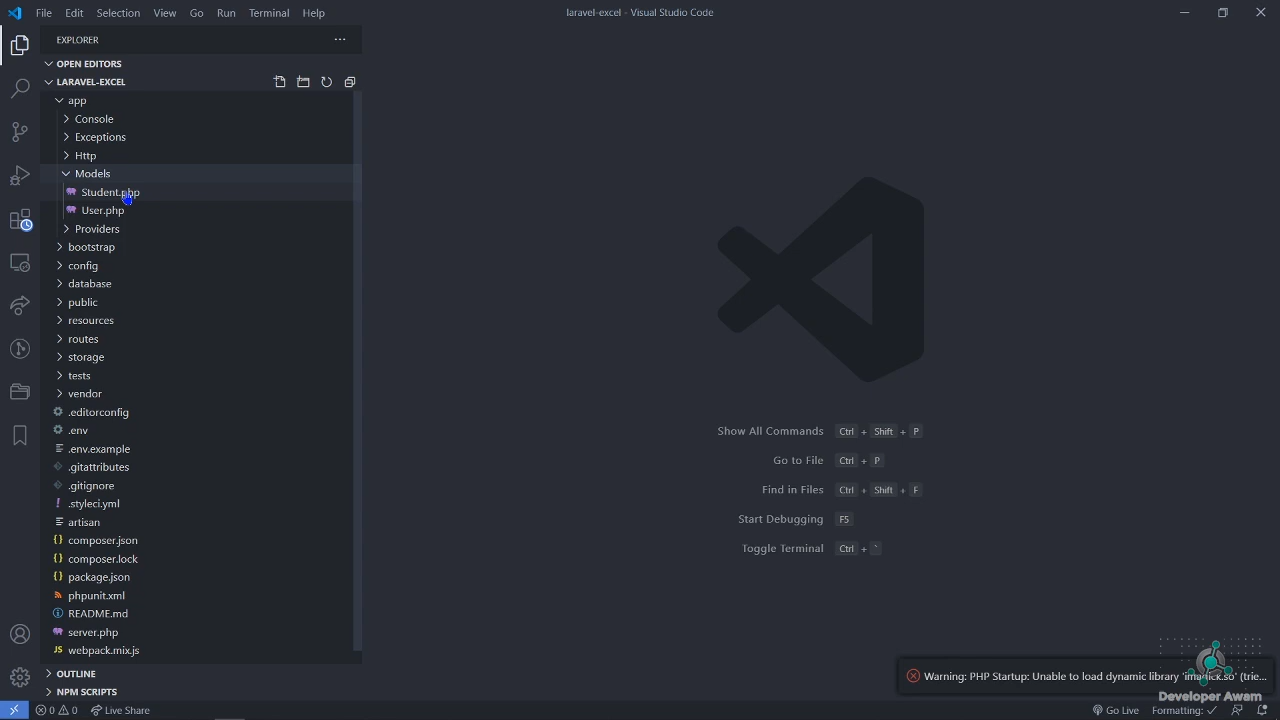 File Edit Selection View Go Run Terminal Help
laravel-excel - Visual Studio Code
EXPLORER
OPEN EDITORS
LARAVEL-EXCEL
app
Console
Exceptions
Http
Models
Student.php
User.php
Providers
bootstrap
config
database
public
resources
routes
storage
tests
vendor
.editorconfig
.env
.env.example
.gitattributes
.gitignore
.styleci.yml
artisan
composer.json
composer.lock
package.json
phpunit.xml
README.md
server.php
webpack.mix.js
OUTLINE
NPM SCRIPTS
Show All Commands Ctrl + Shift + P
Go to File Ctrl + P
Find in Files Ctrl + Shift + F
Start Debugging F5
Toggle Terminal Ctrl + `
Warning: PHP Startup: Unable to load dynamic library 'imagick.so' (trie...
Developer Awam
0 0 Live Share
Go Live Formatting: ✓